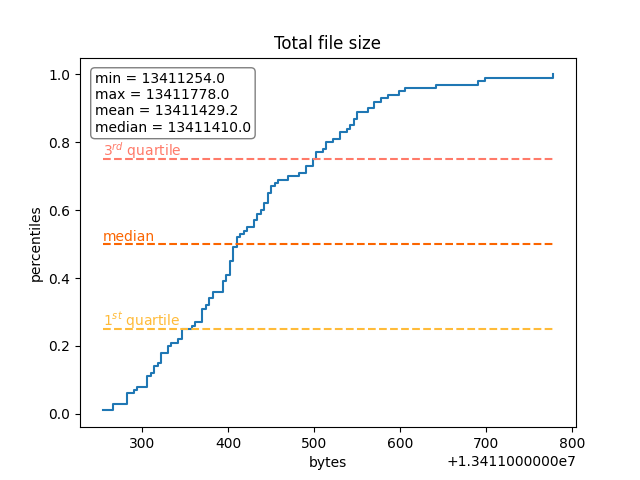 Total file size
min = 13411254.0
max = 13411778.0
mean = 13411429.2
median = 13411410.0
1.0
0.8
0.6
0.4
0.2
0.0
percentiles
3rd quartile
median
1st quartile
300 400 500 600 700 800
bytes
+1.3411000000e7